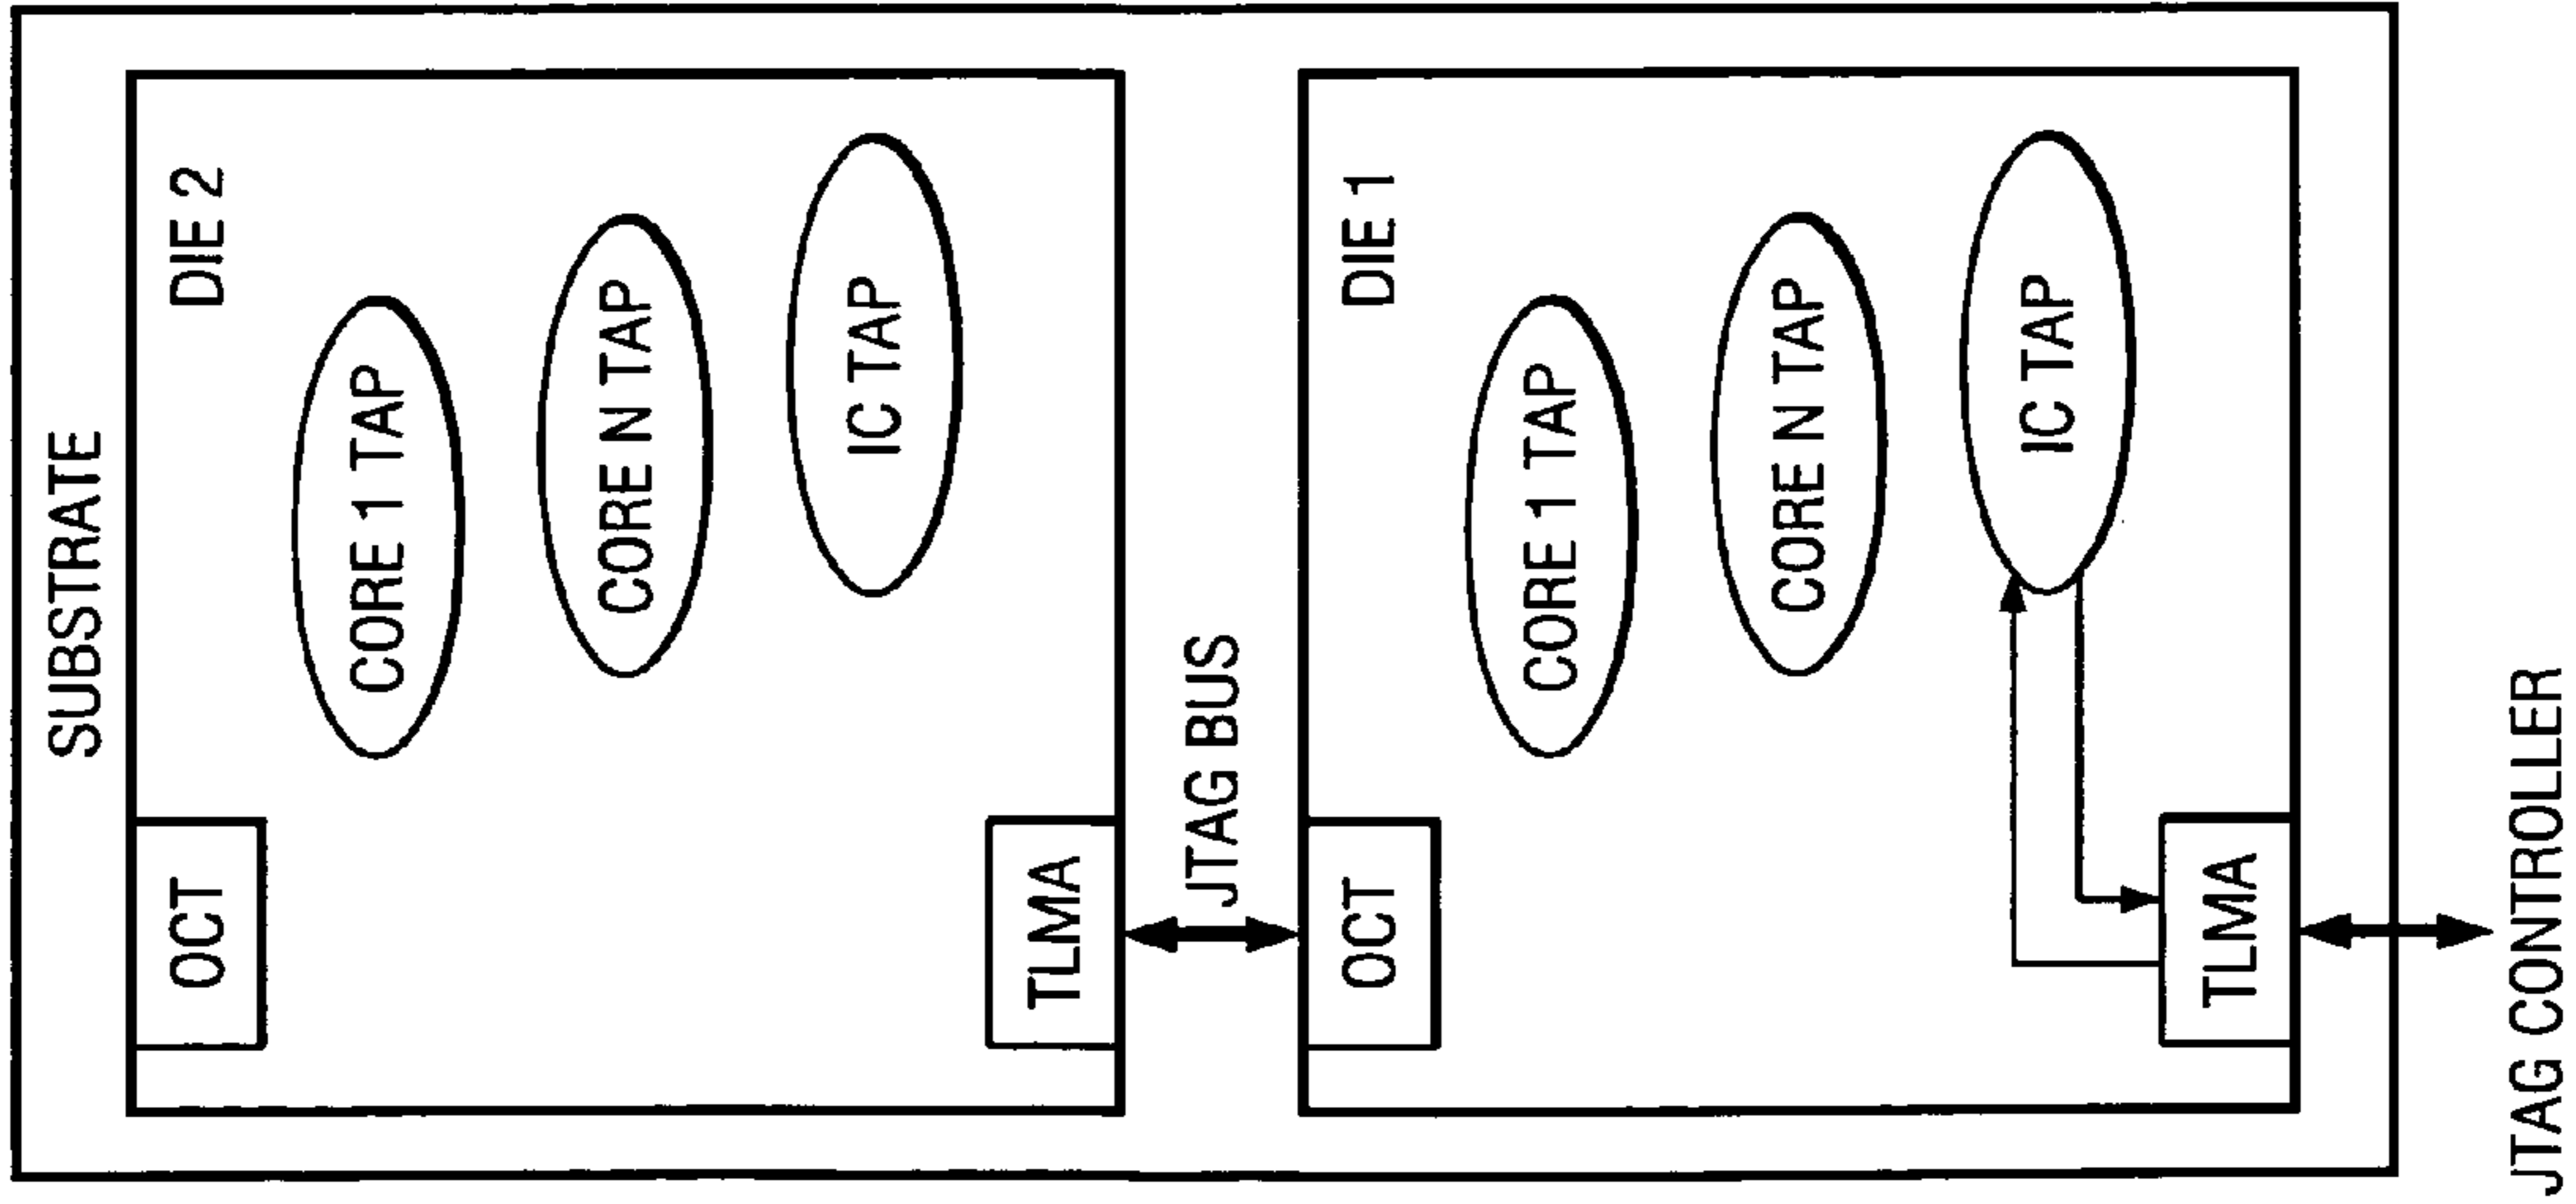 SUBSTRATE
DIE 2
OCT
CORE 1 TAP
CORE N TAP
IC TAP
TLMA
JTAG BUS
DIE 1
OCT
CORE 1 TAP
CORE N TAP
IC TAP
TLMA
JTAG CONTROLLER